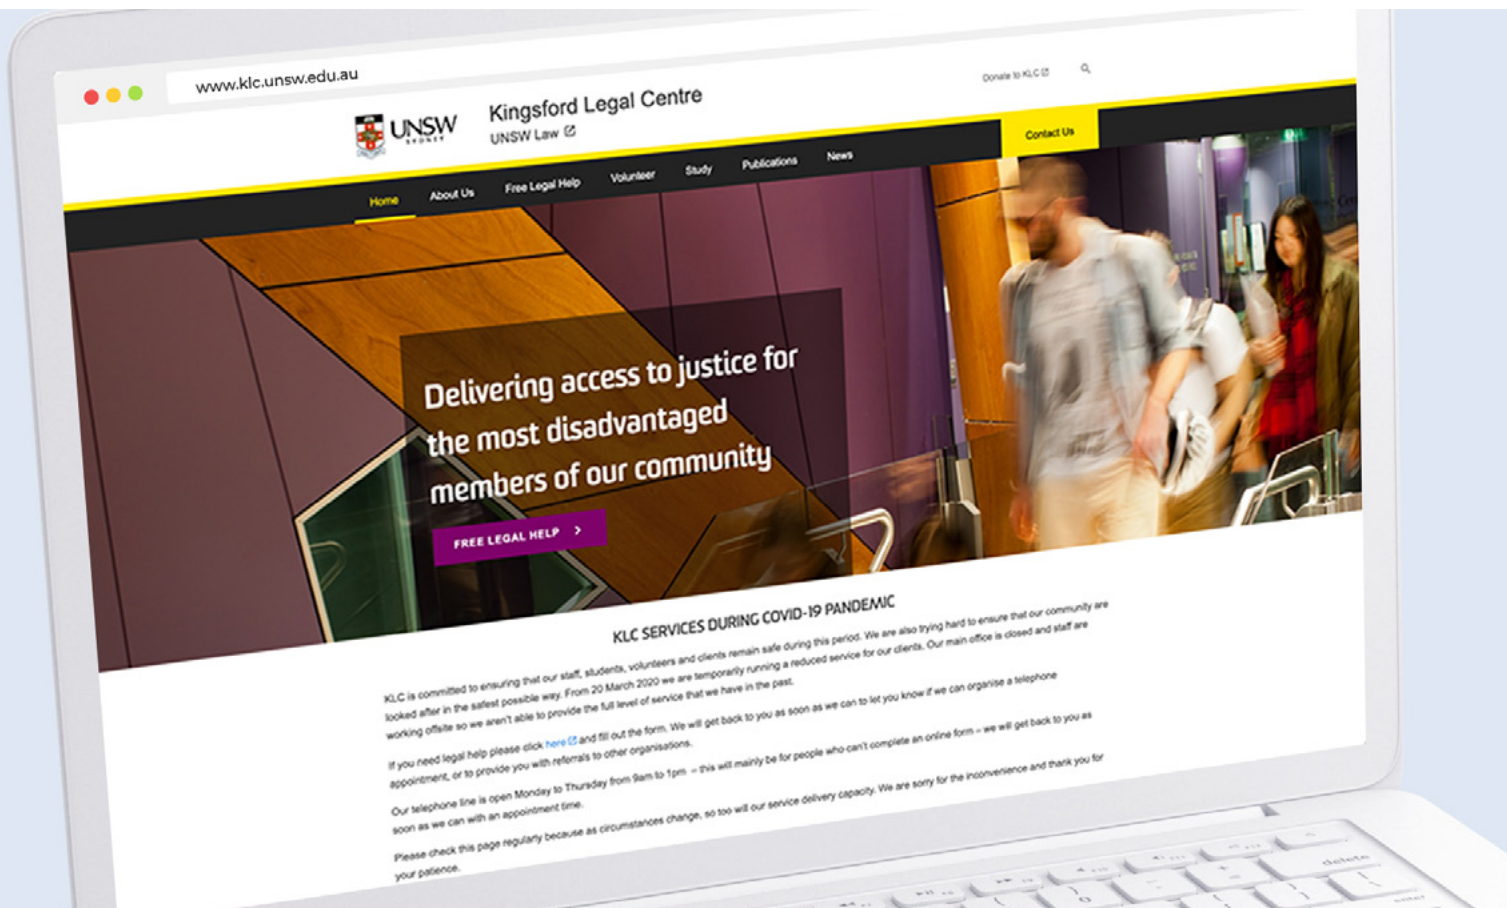 www.klc.unsw.edu.au
UNSW
SYDNEY
Kingsford Legal Centre
UNSW Law
Donate to KLC
Contact Us
Home
About Us
Free Legal Help
Volunteer
Study
Publications
News
Delivering access to justice for
the most disadvantaged
members of our community
FREE LEGAL HELP >
KLC SERVICES DURING COVID-19 PANDEMIC
KLC is committed to ensuring that our staff, students, volunteers and clients remain safe during this period. We are also trying hard to ensure that our community are
looked after in the safest possible way. From 20 March 2020 we are temporarily running a reduced service for our clients. Our main office is closed and staff are
working offsite so we aren't able to provide the full level of service that we have in the past.
If you need legal help please click here and fill out the form. We will get back to you as soon as we can to let you know if we can organise a telephone
appointment, or to provide you with referrals to other organisations.
Our telephone line is open Monday to Thursday from 9am to 1pm – this will mainly be for people who can't complete an online form – we will get back to you as
soon as we can with an appointment time.
Please check this page regularly because as circumstances change, so too will our service delivery capacity. We are sorry for the inconvenience and thank you for
your patience.
delete
enter